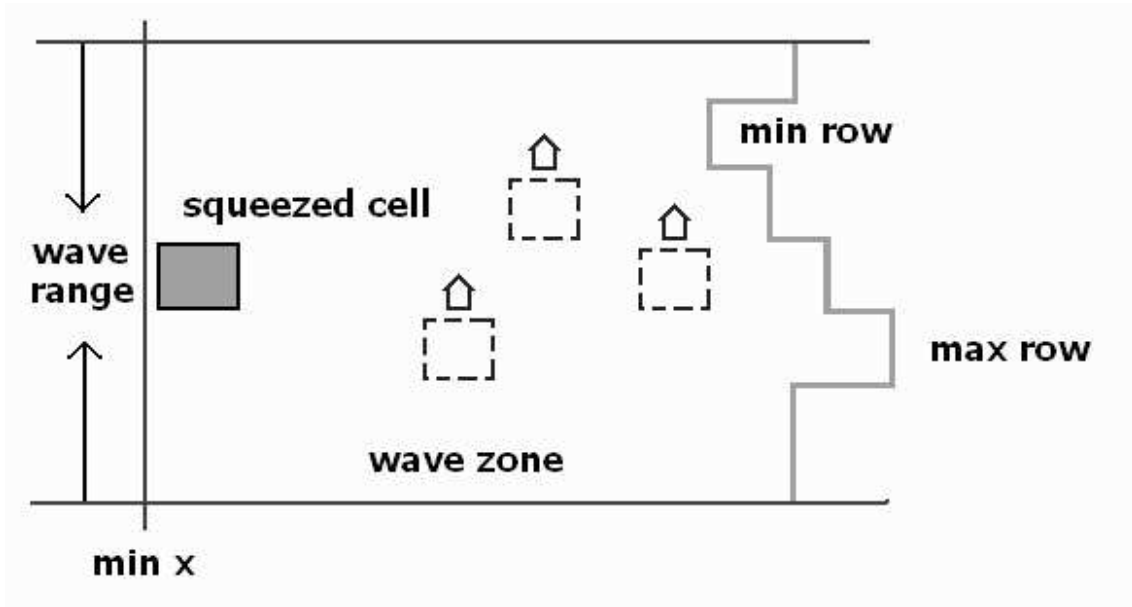 min row
squeezed cell
wave
range
max row
wave zone
min x